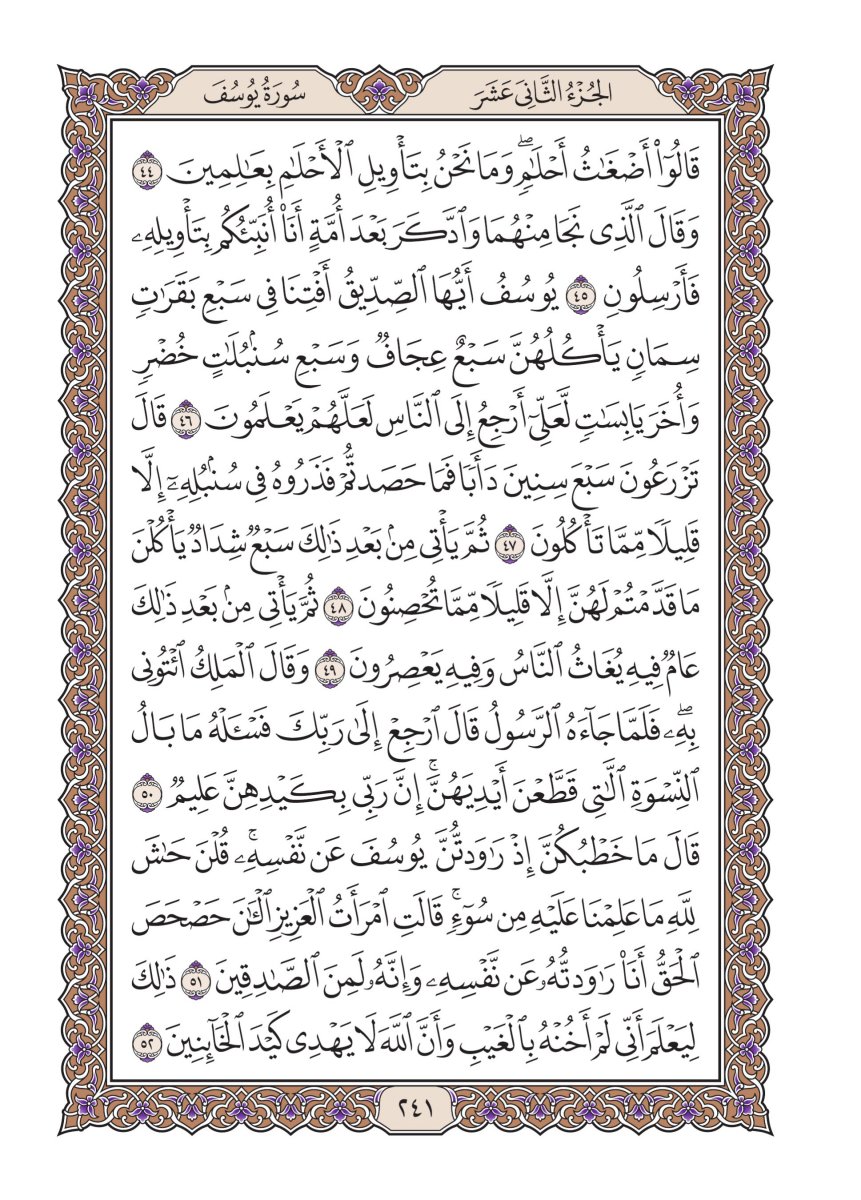 الجُزْءُ الثَّانِيَ عَشَرَ
سُورَةُ يُوسُفَ
قَالُوٓا۟ أَضْغَٰثُ أَحْلَٰمٍۢ ۖ وَمَا نَحْنُ بِتَأْوِيلِ ٱلْأَحْلَٰمِ بِعَٰلِمِينَ ٤٤
وَقَالَ ٱلَّذِى نَجَا مِنْهُمَا وَٱدَّكَرَ بَعْدَ أُمَّةٍ أَنَا۠ أُنَبِّئُكُم بِتَأْوِيلِهِۦ
فَأَرْسِلُونِ ٤٥ يُوسُفُ أَيُّهَا ٱلصِّدِّيقُ أَفْتِنَا فِى سَبْعِ بَقَرَٰتٍۢ
سِمَانٍۢ يَأْكُلُهُنَّ سَبْعٌ عِجَافٌۭ وَسَبْعِ سُنۢبُلَٰتٍ خُضْرٍۢ
وَأُخَرَ يَابِسَٰتٍۢ لَّعَلِّىٓ أَرْجِعُ إِلَى ٱلنَّاسِ لَعَلَّهُمْ يَعْلَمُونَ ٤٦ قَالَ
تَزْرَعُونَ سَبْعَ سِنِينَ دَأَبًۭا فَمَا حَصَدتُّمْ فَذَرُوهُ فِى سُنۢبُلِهِۦٓ إِلَّا
قَلِيلًۭا مِّمَّا تَأْكُلُونَ ٤٧ ثُمَّ يَأْتِى مِنۢ بَعْدِ ذَٰلِكَ سَبْعٌۭ شِدَادٌۭ يَأْكُلْنَ
مَا قَدَّمْتُمْ لَهُنَّ إِلَّا قَلِيلًۭا مِّمَّا تُحْصِنُونَ ٤٨ ثُمَّ يَأْتِى مِنۢ بَعْدِ ذَٰلِكَ
عَامٌۭ فِيهِ يُغَاثُ ٱلنَّاسُ وَفِيهِ يَعْصِرُونَ ٤٩ وَقَالَ ٱلْمَلِكُ ٱئْتُونِى
بِهِۦ ۖ فَلَمَّا جَآءَهُ ٱلرَّسُولُ قَالَ ٱرْجِعْ إِلَىٰ رَبِّكَ فَسْـَٔلْهُ مَا بَالُ
ٱلنِّسْوَةِ ٱلَّٰتِى قَطَّعْنَ أَيْدِيَهُنَّ ۚ إِنَّ رَبِّى بِكَيْدِهِنَّ عَلِيمٌۭ ٥٠
قَالَ مَا خَطْبُكُنَّ إِذْ رَٰوَدتُّنَّ يُوسُفَ عَن نَّفْسِهِۦ ۚ قُلْنَ حَٰشَ
لِلَّهِ مَا عَلِمْنَا عَلَيْهِ مِن سُوٓءٍۢ ۚ قَالَتِ ٱمْرَأَتُ ٱلْعَزِيزِ ٱلْـَٰٔنَ حَصْحَصَ
ٱلْحَقُّ أَنَا۠ رَٰوَدتُّهُۥ عَن نَّفْسِهِۦ وَإِنَّهُۥ لَمِنَ ٱلصَّٰدِقِينَ ٥١ ذَٰلِكَ
لِيَعْلَمَ أَنِّى لَمْ أَخُنْهُ بِٱلْغَيْبِ وَأَنَّ ٱللَّهَ لَا يَهْدِى كَيْدَ ٱلْخَآئِنِينَ ٥٢
٢٤١